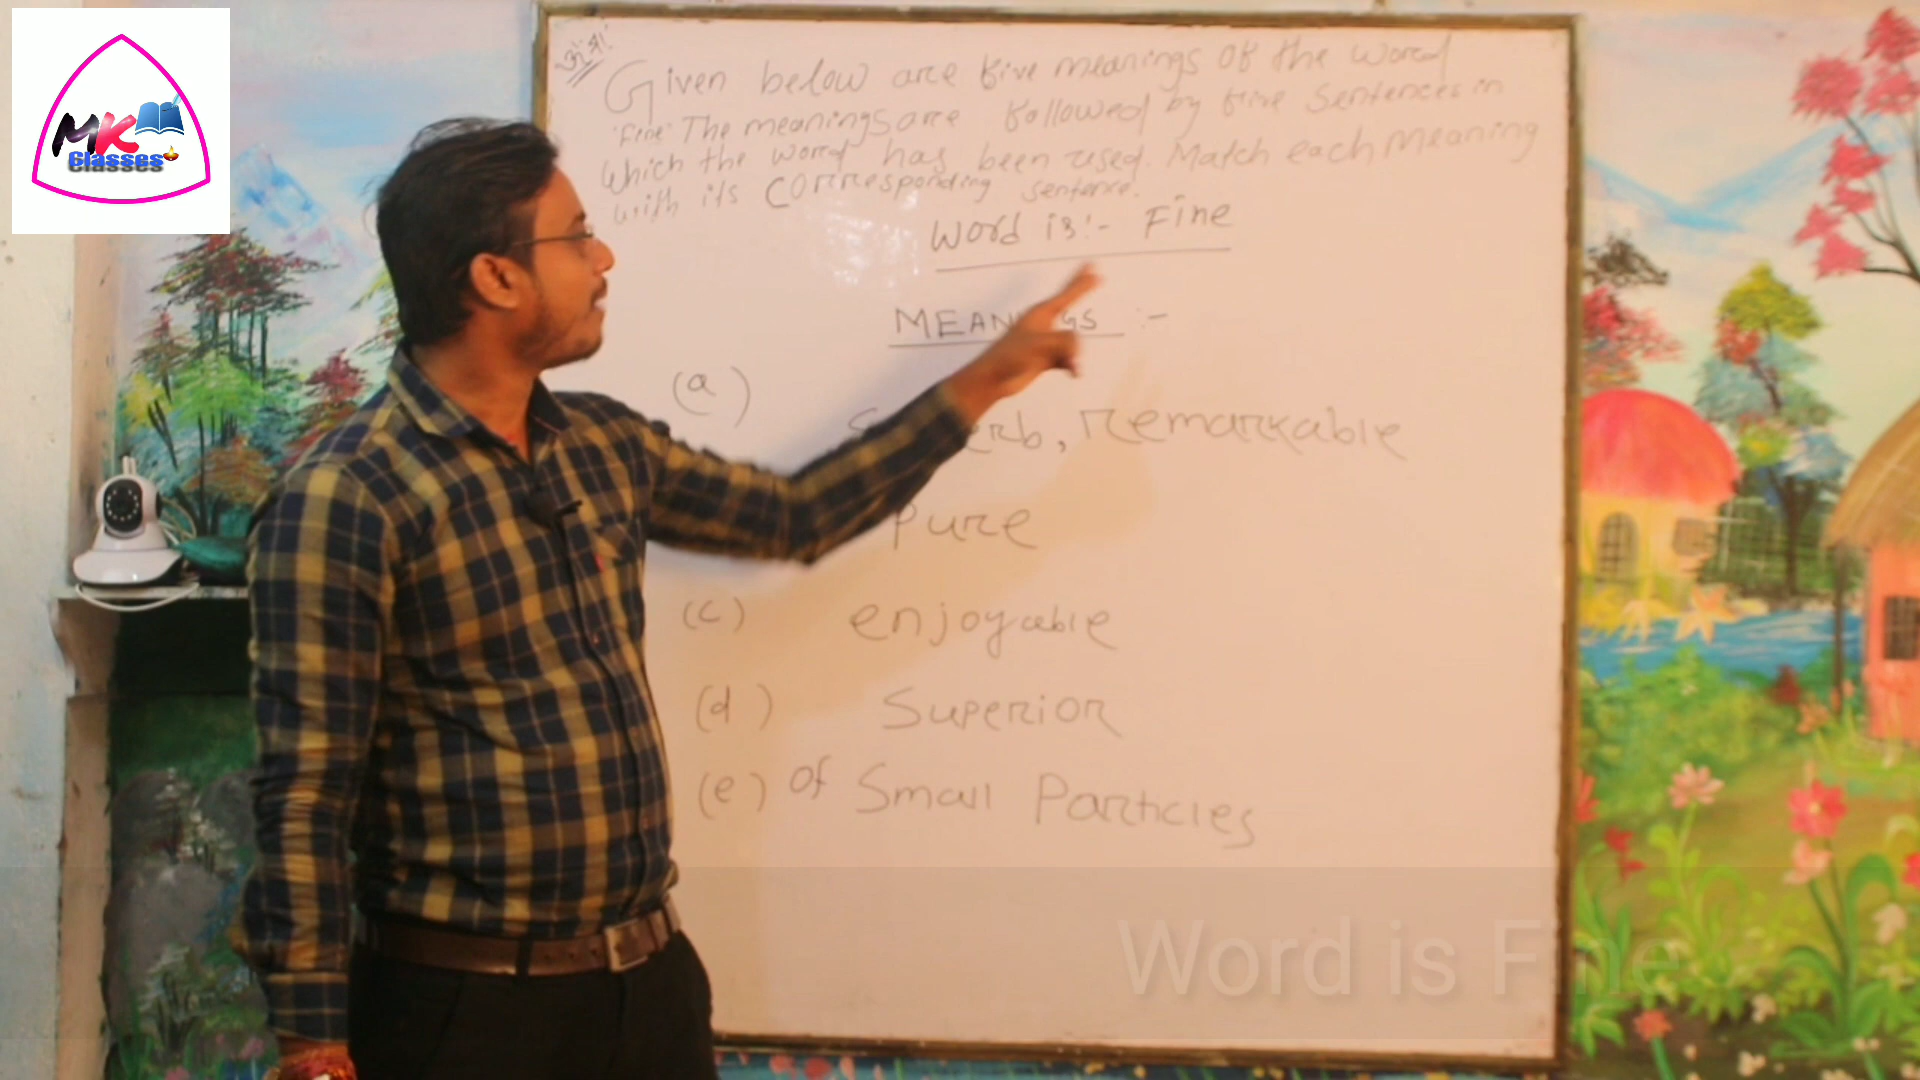 MK
Classes
Given below are five meanings of the word
'Fine' The meanings are followed by five sentences in
which the word has been used. Match each meaning
with its corresponding sentence.
Word is:- Fine
MEANINGS :-
(a)
remarkable
pure
(c) enjoyable
(d) Superior
(e) of Small Particles
Word is Fine